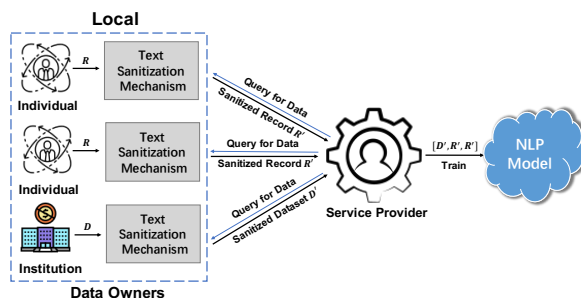 Local
R
Text
Sanitization
Mechanism
Individual
Query for Data
Sanitized Record R'
R
Text
Sanitization
Mechanism
Individual
Query for Data
Sanitized Record R'
D
Text
Sanitization
Mechanism
Institution
Query for Data
Sanitized Dataset D'
Data Owners
Service Provider
[D', R', R']
Train
NLP
Model